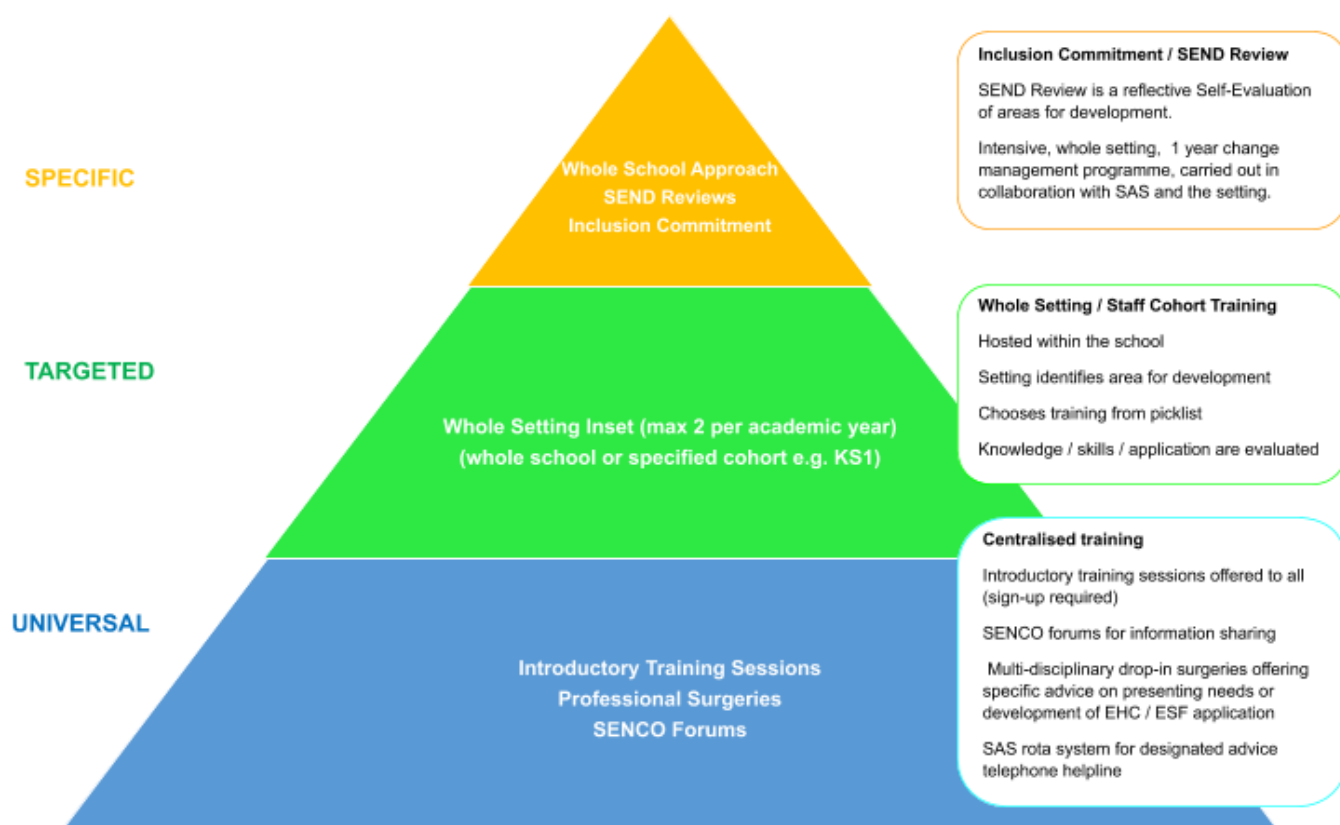 SPECIFIC
Whole School Approach
SEND Reviews
Inclusion Commitment
Inclusion Commitment / SEND Review
SEND Review is a reflective Self-Evaluation
of areas for development.
Intensive, whole setting, 1 year change
management programme, carried out in
collaboration with SAS and the setting.
TARGETED
Whole Setting Inset (max 2 per academic year)
(whole school or specified cohort e.g. KS1)
Whole Setting / Staff Cohort Training
Hosted within the school
Setting identifies area for development
Chooses training from picklist
Knowledge / skills / application are evaluated
UNIVERSAL
Introductory Training Sessions
Professional Surgeries
SENCO Forums
Centralised training
Introductory training sessions offered to all
(sign-up required)
SENCO forums for information sharing
Multi-disciplinary drop-in surgeries offering
specific advice on presenting needs or
development of EHC / ESF application
SAS rota system for designated advice
telephone helpline